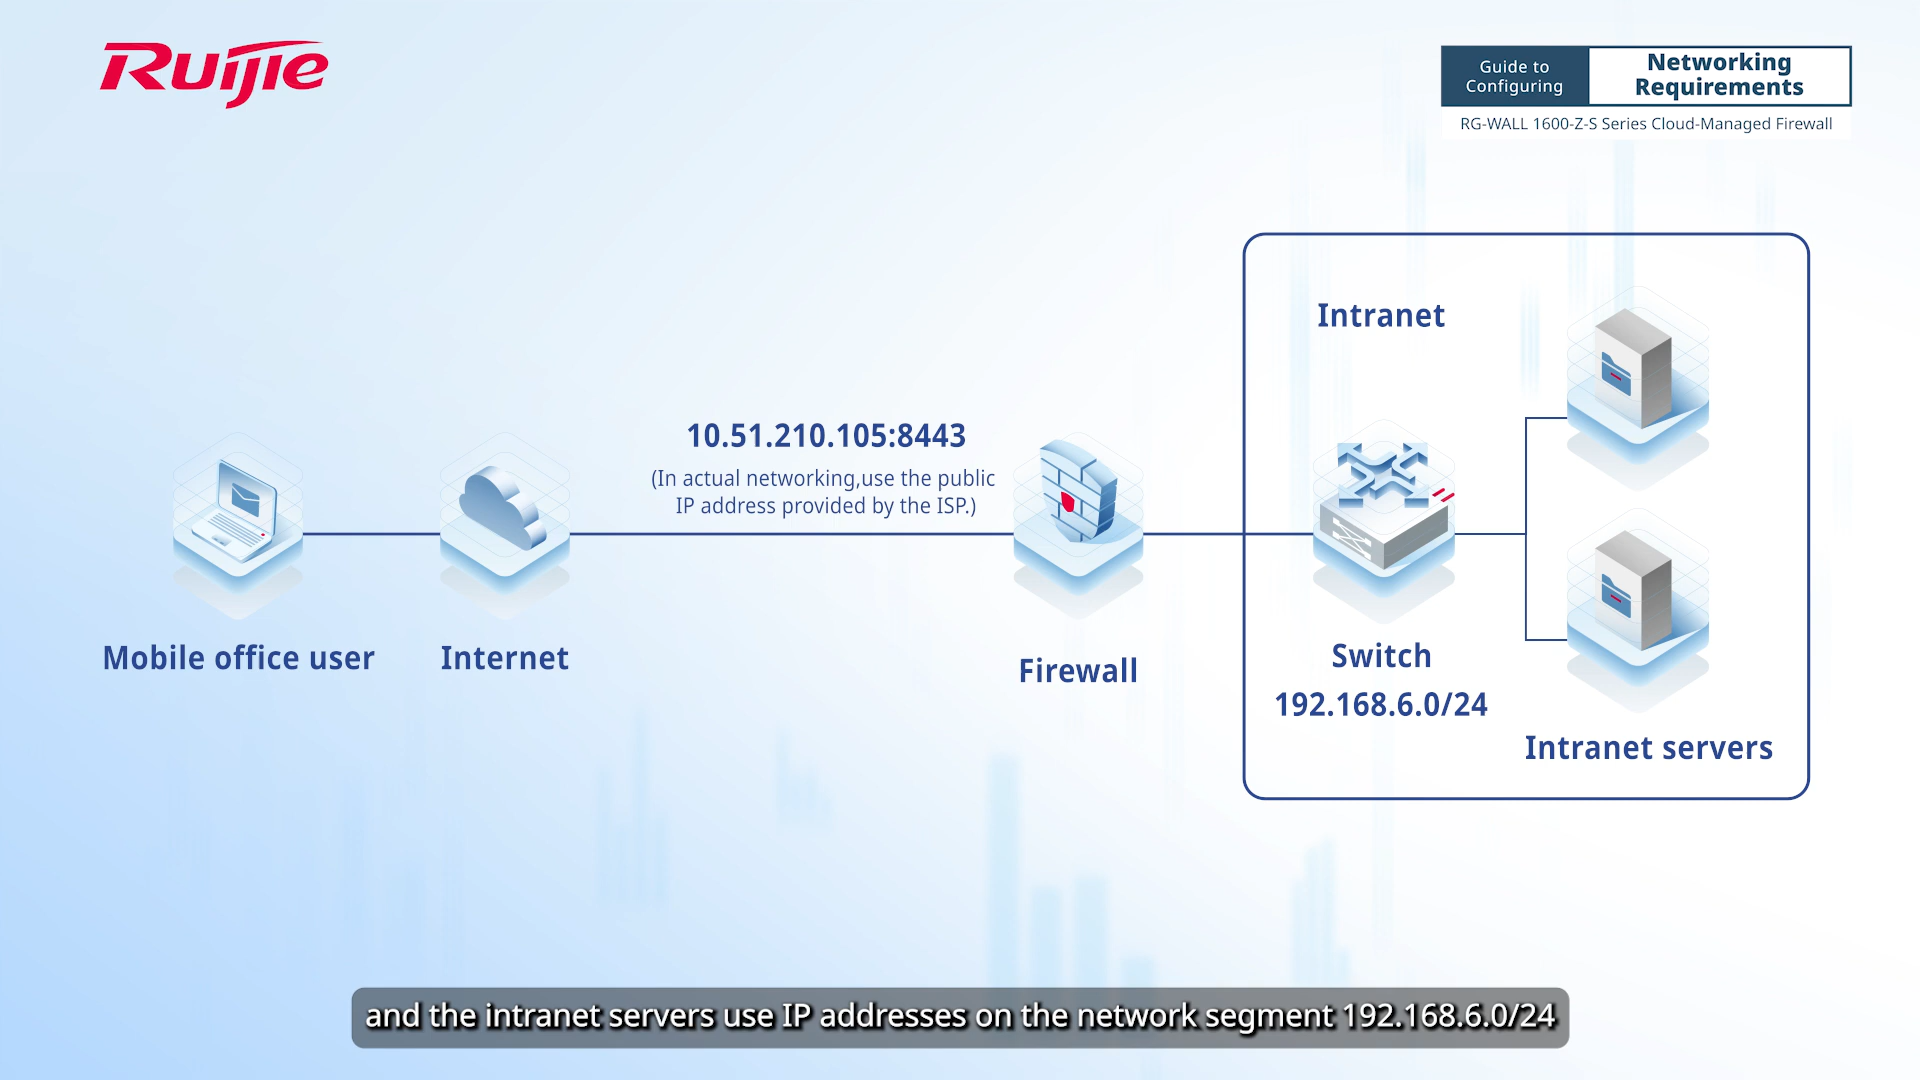 Ruijie
Guide to
Configuring
Networking
Requirements
RG-WALL 1600-Z-S Series Cloud-Managed Firewall
Intranet
10.51.210.105:8443
(In actual networking,use the public
IP address provided by the ISP.)
Mobile office user
Internet
Firewall
Switch
192.168.6.0/24
Intranet servers
and the intranet servers use IP addresses on the network segment 192.168.6.0/24